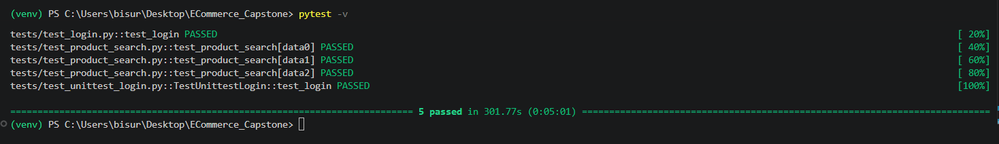 (venv) PS C:\Users\bisur\Desktop\ECommerce_Capstone> pytest -v
tests/test_login.py::test_login PASSED [ 20%]
tests/test_product_search.py::test_product_search[data0] PASSED [ 40%]
tests/test_product_search.py::test_product_search[data1] PASSED [ 60%]
tests/test_product_search.py::test_product_search[data2] PASSED [ 80%]
tests/test_unittest_login.py::TestUnittestLogin::test_login PASSED [100%]
========================================================================== 5 passed in 301.77s (0:05:01) ==========================================================================
(venv) PS C:\Users\bisur\Desktop\ECommerce_Capstone>